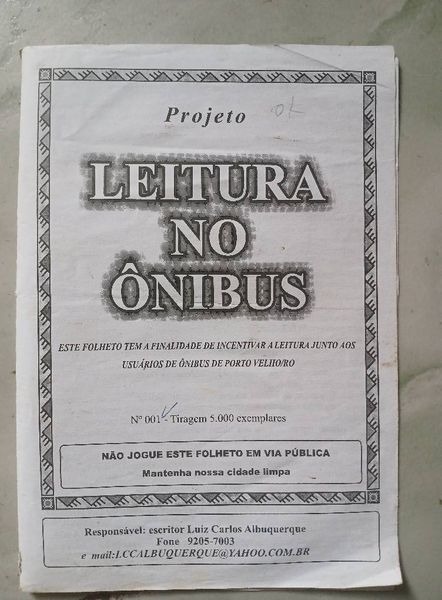 Projeto
OK
LEITURA
NO
ÔNIBUS
ESTE FOLHETO TEM A FINALIDADE DE INCENTIVAR A LEITURA JUNTO AOS
USUÁRIOS DE ÔNIBUS DE PORTO VELHO/RO
Nº 001 - Tiragem 5.000 exemplares
NÃO JOGUE ESTE FOLHETO EM VIA PÚBLICA
Mantenha nossa cidade limpa
Responsável: escritor Luiz Carlos Albuquerque
Fone 9205-7003
e mail:LCCALBUQUERQUE@YAHOO.COM.BR